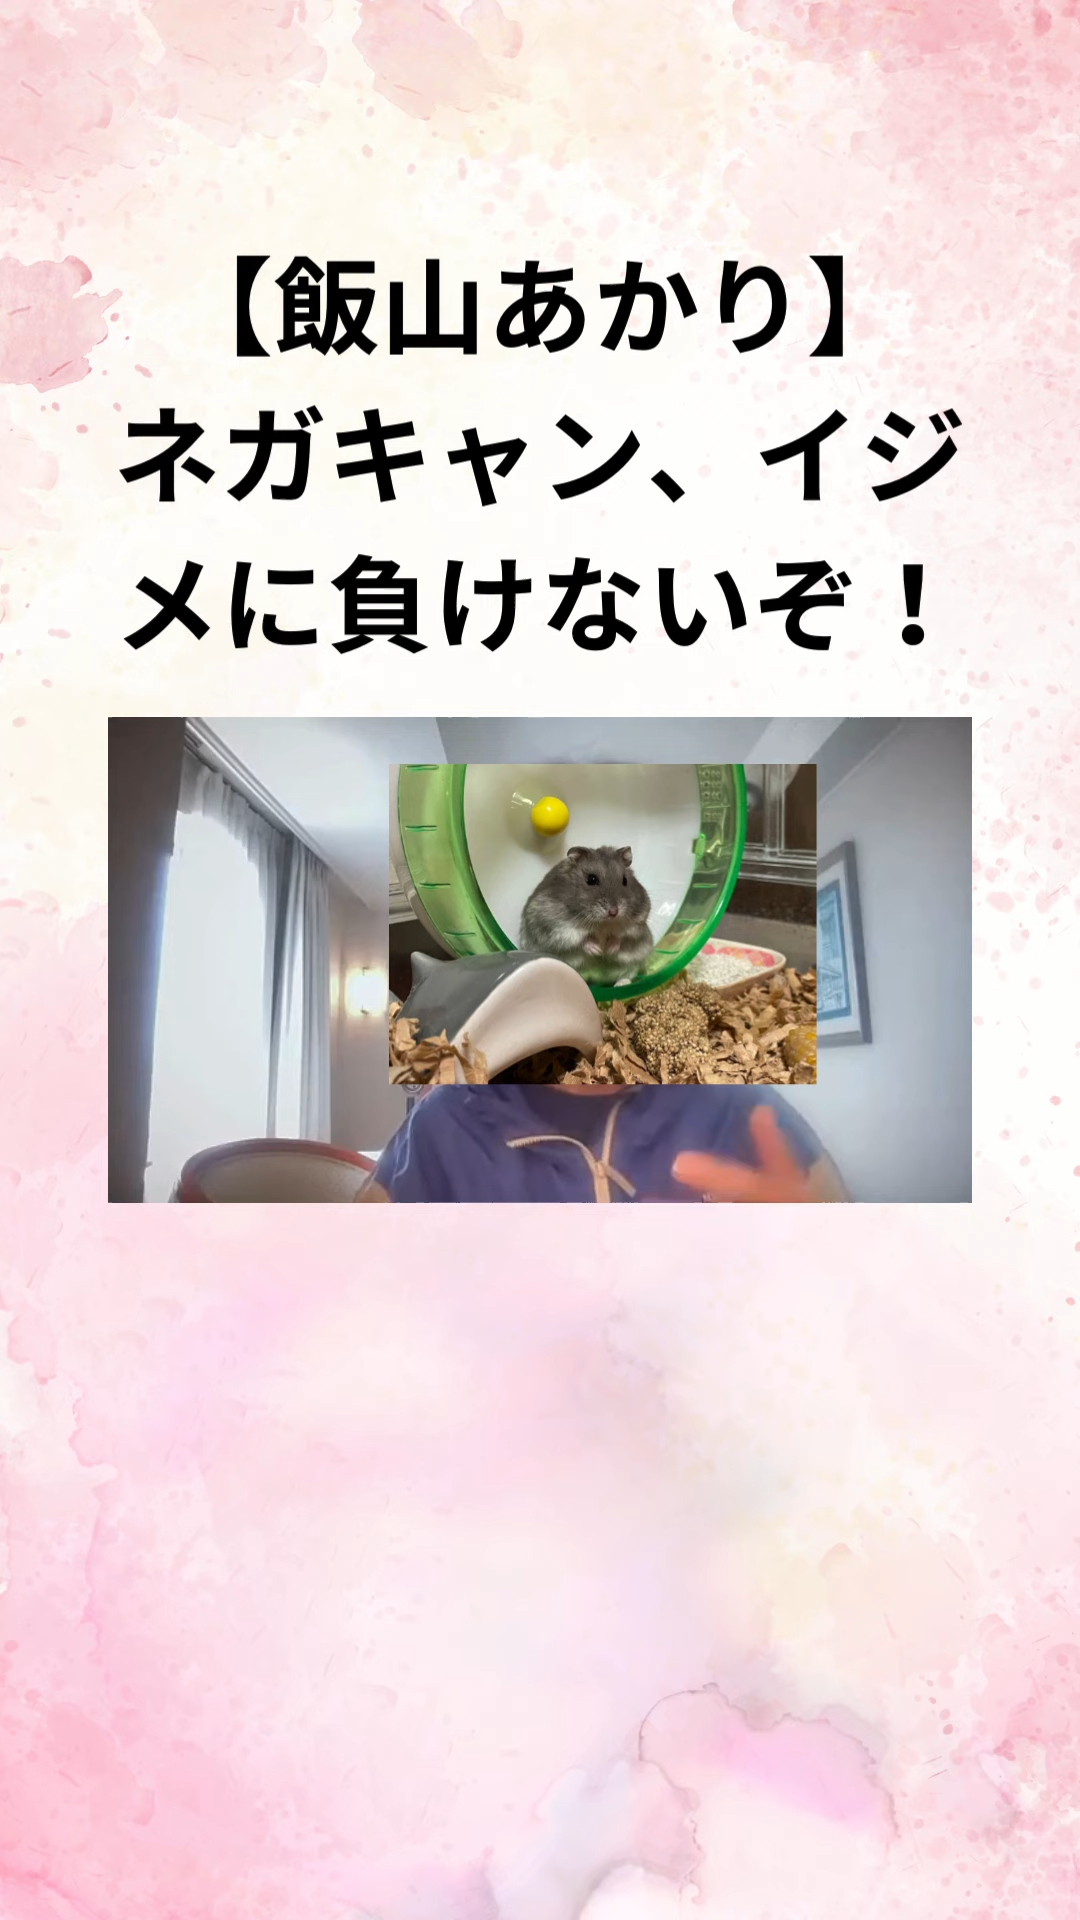 【飯山あかり】
ネガキャン、イジ
メに負けないぞ！